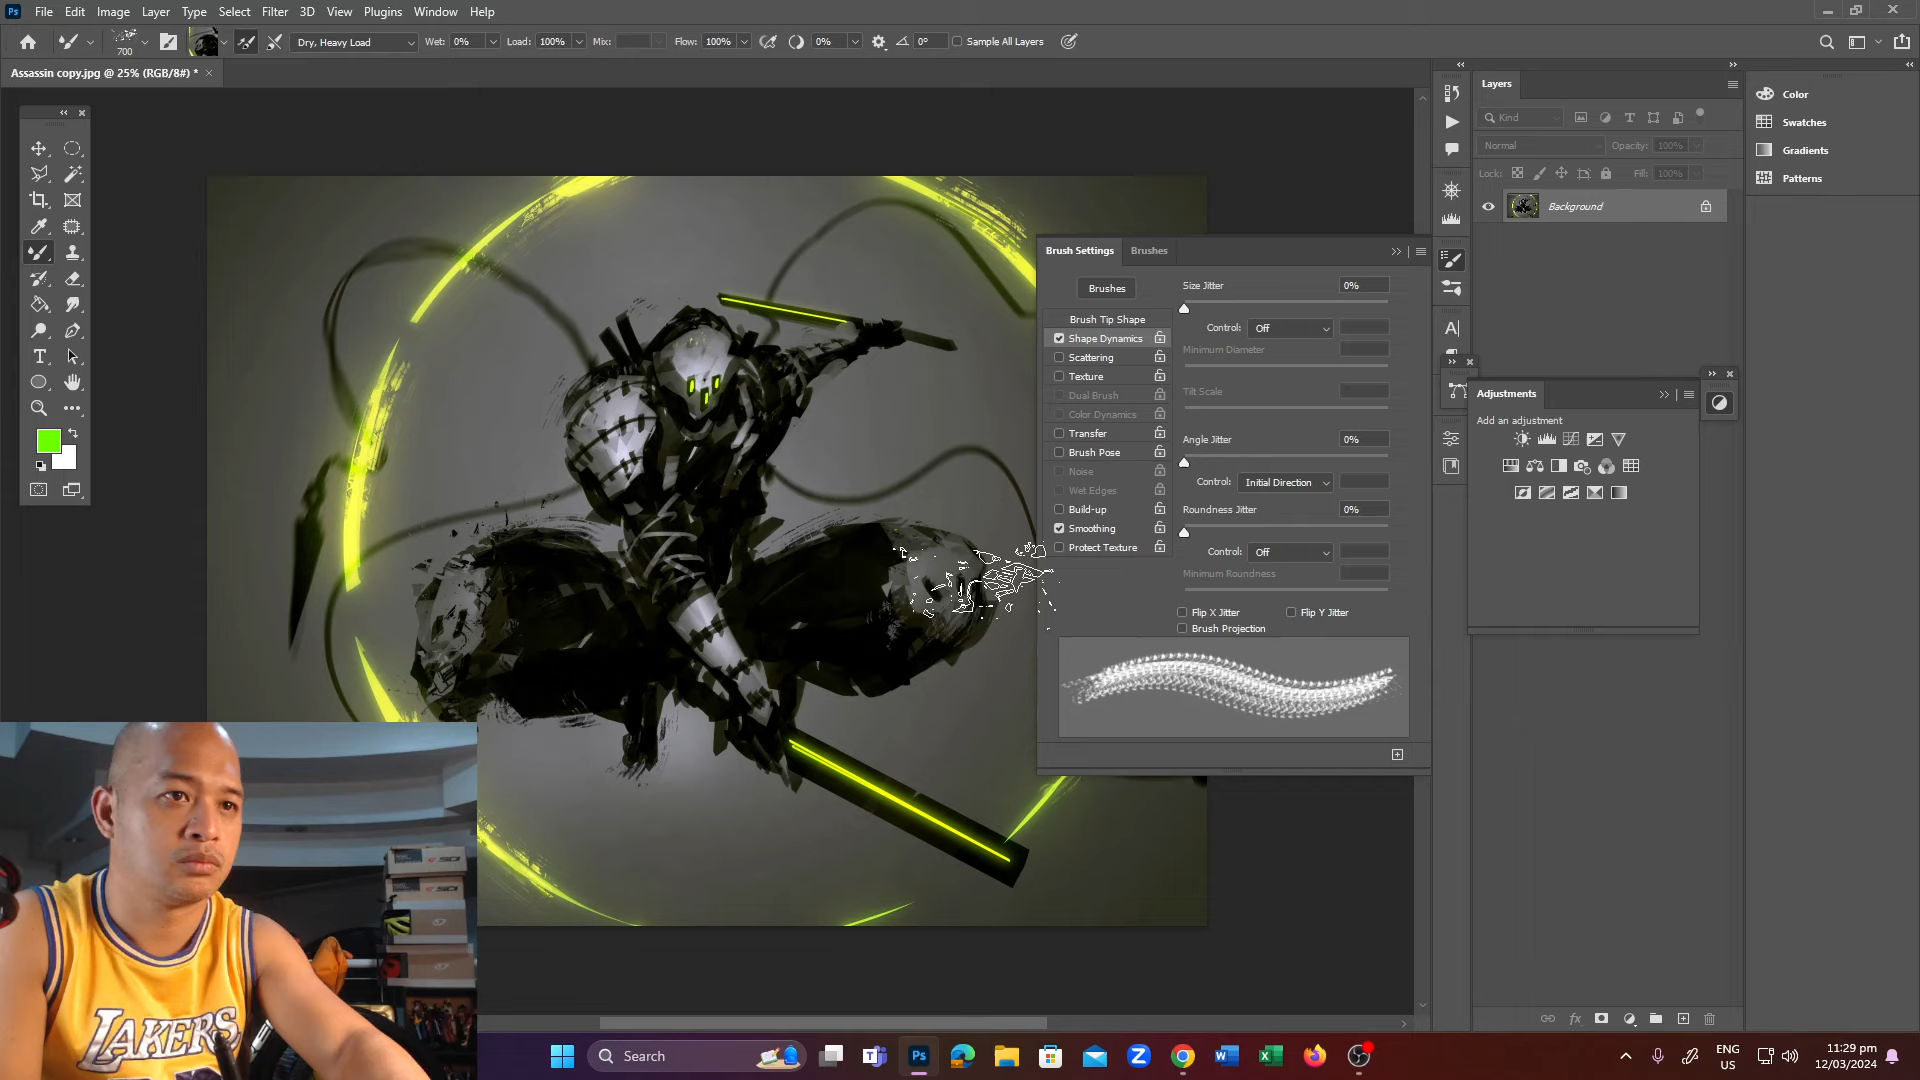 Ps File Edit Image Layer Type Select Filter 3D View Plugins Window Help
700 Dry, Heavy Load Wet: 0% Load: 100% Mix: Flow: 100% 0% 0° Sample All Layers
Assassin copy.jpg @ 25% (RGB/8#) *
Layers
Kind
Normal Opacity: 100%
Lock: Fill: 100%
Background
Color
Swatches
Gradients
Patterns
Brush Settings Brushes
Brushes
Brush Tip Shape
Shape Dynamics
Scattering
Texture
Dual Brush
Color Dynamics
Transfer
Brush Pose
Noise
Wet Edges
Build-up
Smoothing
Protect Texture
Size Jitter 0%
Control: Off
Minimum Diameter
Tilt Scale
Angle Jitter 0%
Control: Initial Direction
Roundness Jitter 0%
Control: Off
Minimum Roundness
Flip X Jitter Flip Y Jitter
Brush Projection
Adjustments
Add an adjustment
SIDI
SIDI
LAKERS
Search
Ps
ENG
US
11:29 pm
12/03/2024